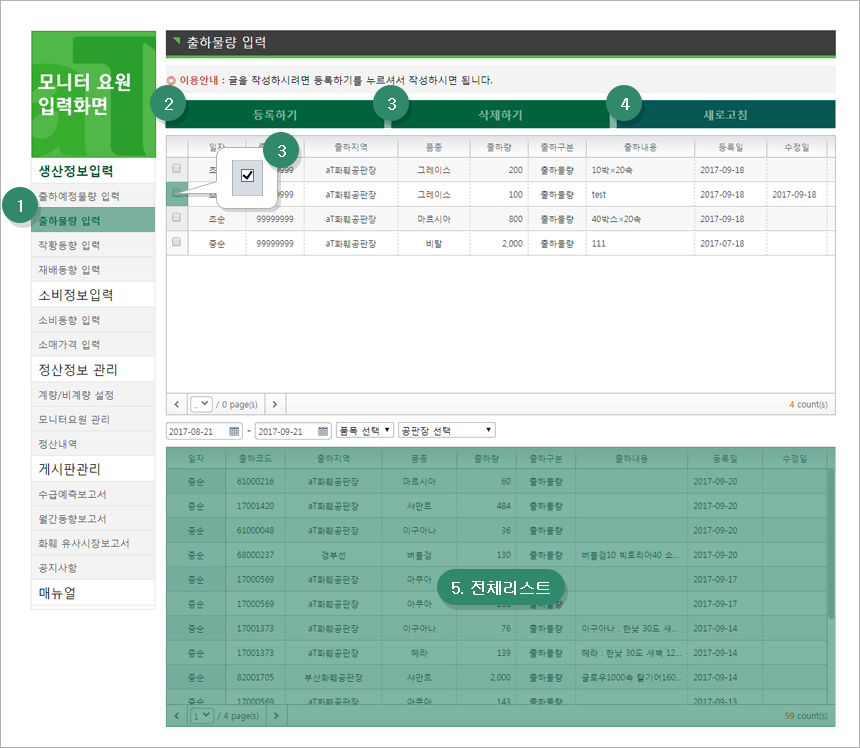 모니터 요원
입력화면
생산정보입력
출하예정물량 입력
1
출하물량 입력
작황동향 입력
재배동향 입력
소비정보입력
소비동향 입력
소매가격 입력
정산정보 관리
계량/비계량 설정
모니터요원 관리
정산내역
게시판관리
수급예측보고서
월간동향보고서
화훼 유사시장보고서
공지사항
매뉴얼
출하물량 입력
◎ 이용안내 : 글을 작성하시려면 등록하기를 누르셔서 작성하시면 됩니다.
2 등록하기 3 삭제하기 4 새로고침
일자 출하지역 품종 출하량 출하구분 출하내용 등록일 수정일
3
aT화훼공판장 그레이스 200 출하물량 10박×20속 2017-09-18
aT화훼공판장 그레이스 100 출하물량 test 2017-09-18 2017-09-18
초순 99999999 aT화훼공판장 마르시아 800 출하물량 40박스×20속 2017-09-18
중순 99999999 aT화훼공판장 비탈 2,000 출하물량 111 2017-07-18
< .. / 0 page(s) > 4 count(s)
2017-08-21 - 2017-09-21 품목 선택 ▼ 공판장 선택 ▼
일자 출하코드 출하지역 품종 출하량 출하구분 출하내용 등록일 수정일
중순 61000216 aT화훼공판장 마르시아 60 출하물량 2017-09-20
중순 17001420 aT화훼공판장 샤만트 484 출하물량 2017-09-20
중순 61000048 aT화훼공판장 이구아나 36 출하물량 2017-09-20
중순 68000237 경부선 버블검 130 출하물량 버블검10 빅토리아40 소... 2017-09-20
중순 17000569 aT화훼공판장 아쿠아 2017-09-17
5. 전체리스트
중순 17000569 aT화훼공판장 아쿠아 출하물량 2017-09-17
중순 17001373 aT화훼공판장 이구아나 76 출하물량 이구아나 : 한낮 30도 새... 2017-09-14
중순 17001373 aT화훼공판장 헤라 139 출하물량 헤라 : 한낮 30도 새벽 12... 2017-09-14
중순 82001705 부산화훼공판장 샤만트 2,000 출하물량 글로우1000속 탈기어160... 2017-09-14
중순 17000569 aT화훼공판장 아쿠아 143 출하물량 2017-09-13
< 1 / 4 page(s) > 59 count(s)